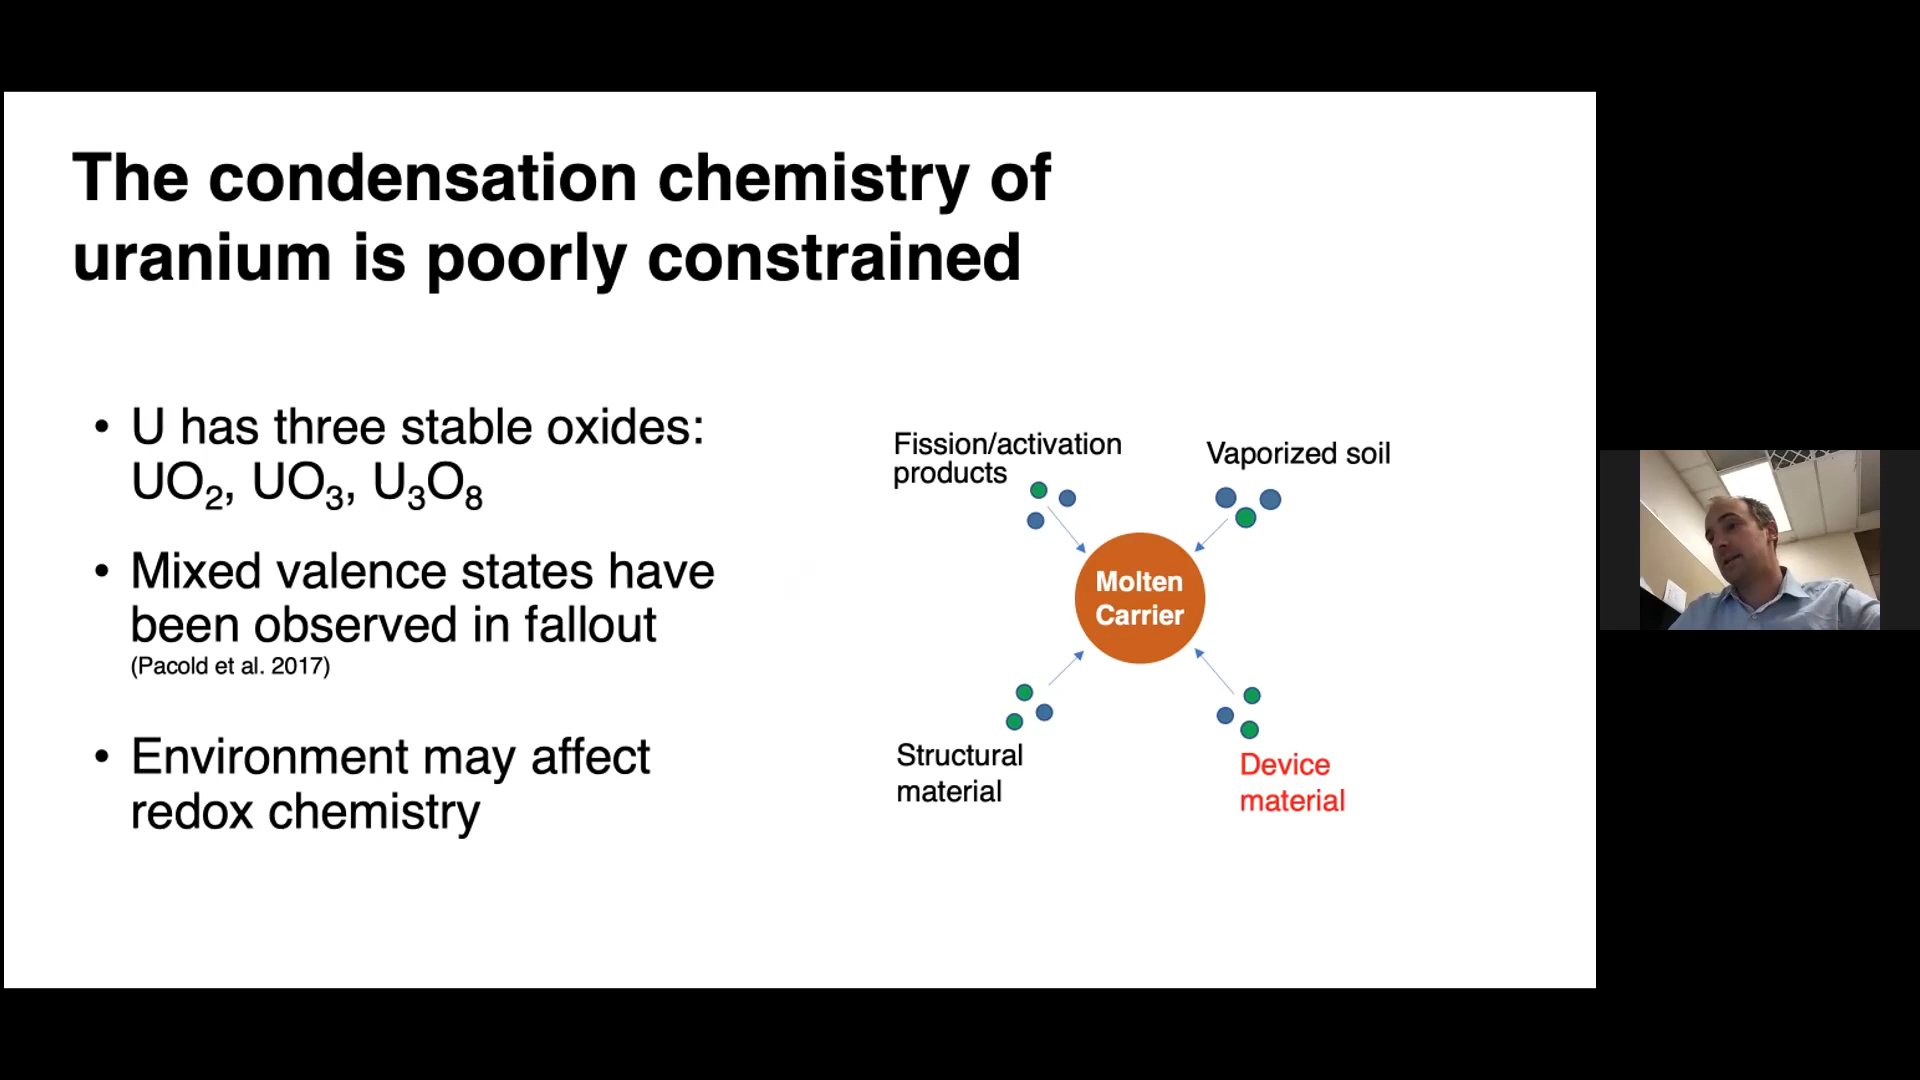 The condensation chemistry of
uranium is poorly constrained
• U has three stable oxides:
UO₂, UO₃, U₃O₈
• Mixed valence states have
been observed in fallout
(Pacold et al. 2017)
• Environment may affect
redox chemistry
Fission/activation
products
Vaporized soil
Molten
Carrier
Structural
material
Device
material